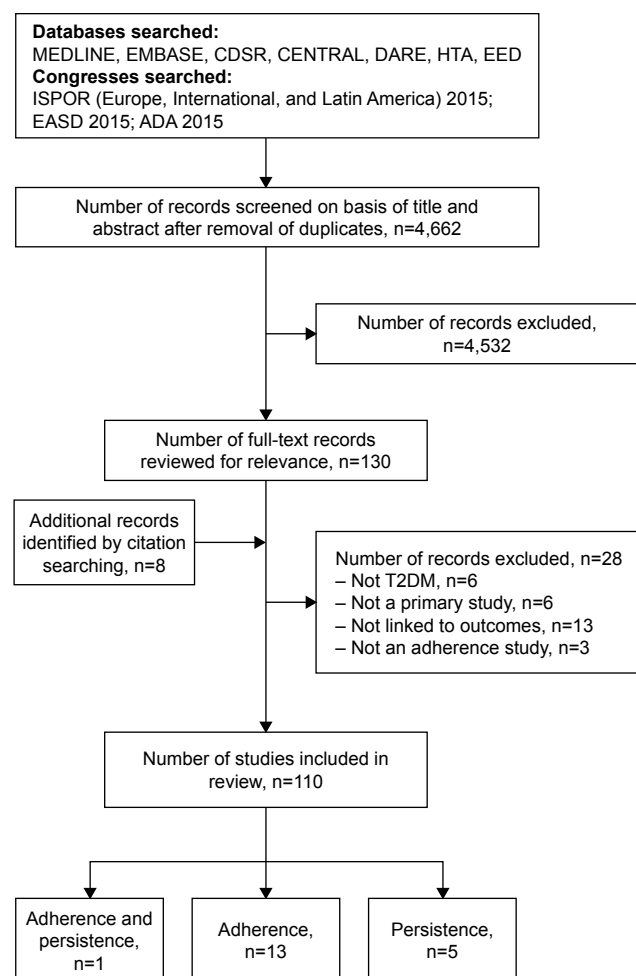 Databases searched:
MEDLINE, EMBASE, CDSR, CENTRAL, DARE, HTA, EED
Congresses searched:
ISPOR (Europe, International, and Latin America) 2015;
EASD 2015; ADA 2015
Number of records screened on basis of title and
abstract after removal of duplicates, n=4,662
Number of records excluded,
n=4,532
Number of full-text records
reviewed for relevance, n=130
Additional records
identified by citation
searching, n=8
Number of records excluded, n=28
– Not T2DM, n=6
– Not a primary study, n=6
– Not linked to outcomes, n=13
– Not an adherence study, n=3
Number of studies included in
review, n=110
Adherence and
persistence,
n=1
Adherence,
n=13
Persistence,
n=5